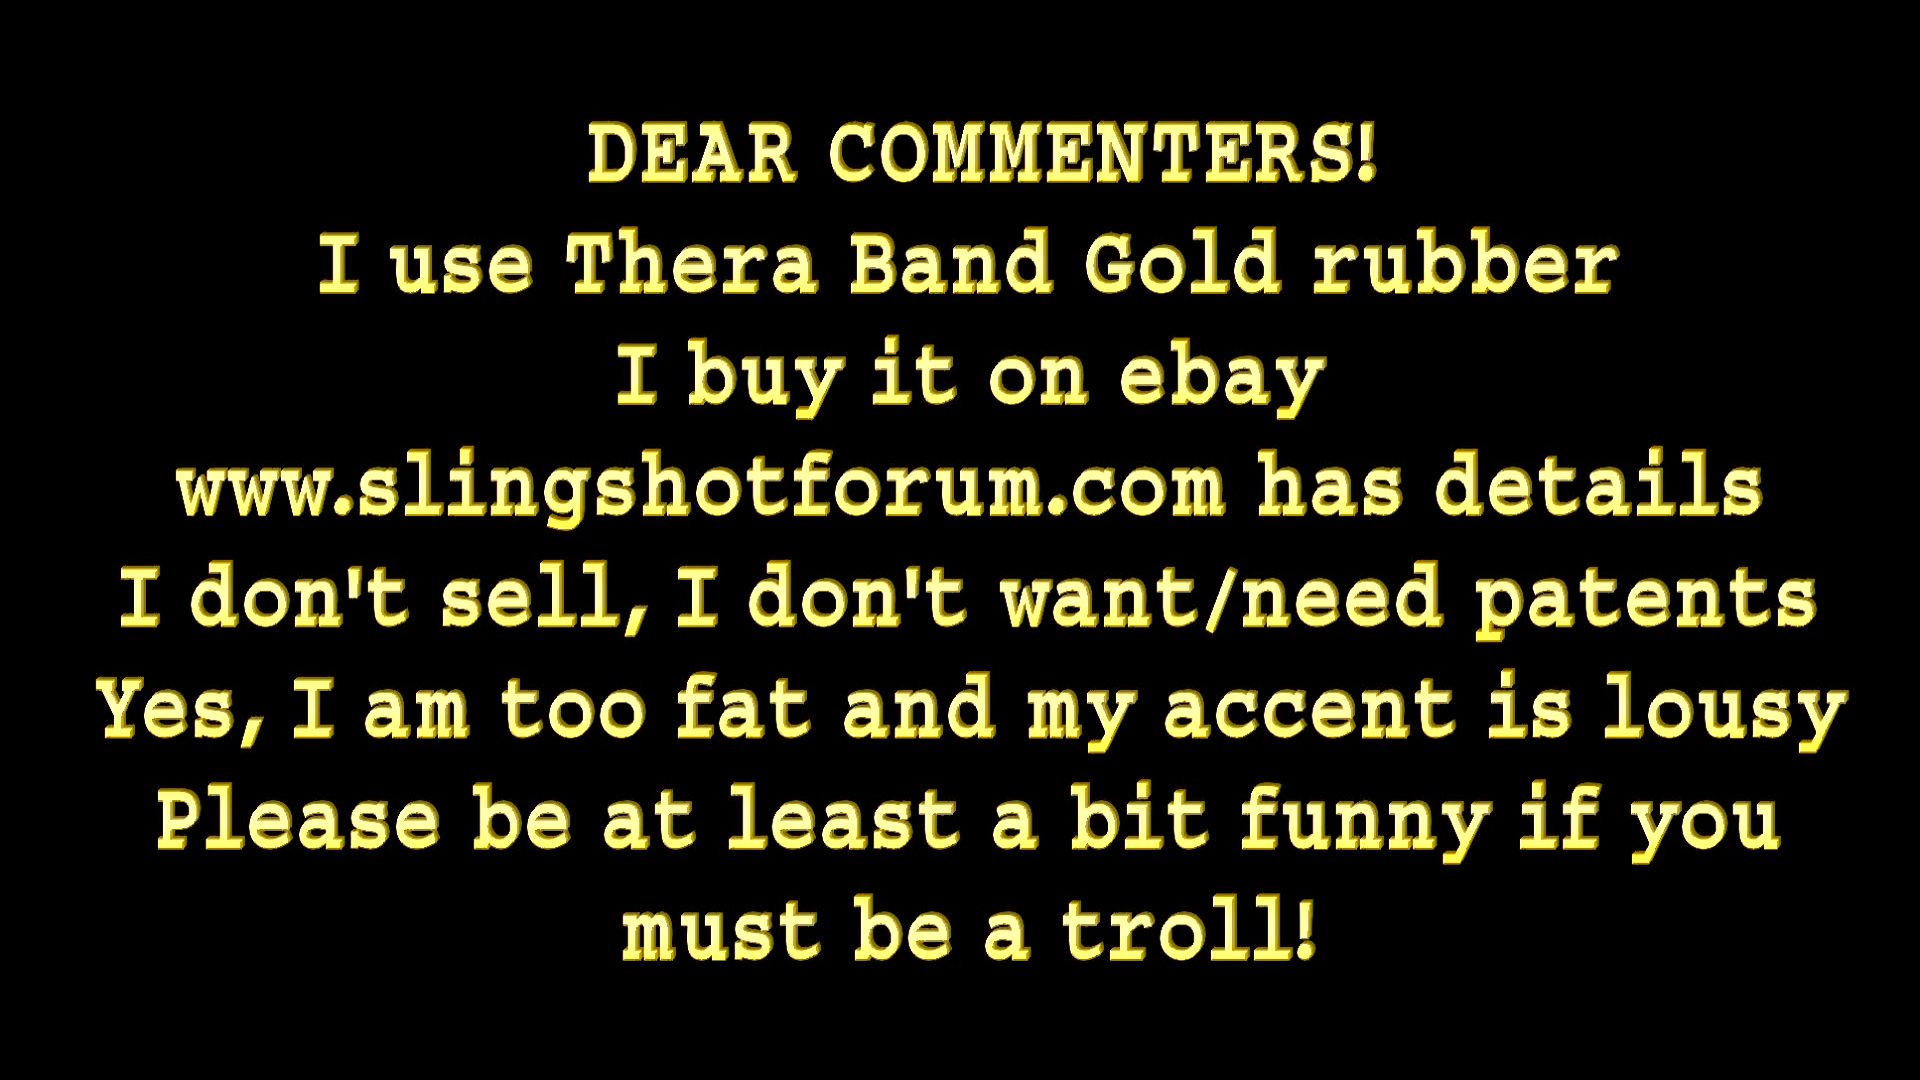 DEAR COMMENTERS!
I use Thera Band Gold rubber
I buy it on ebay
www.slingshotforum.com has details
I don't sell, I don't want/need patents
Yes, I am too fat and my accent is lousy
Please be at least a bit funny if you
must be a troll!